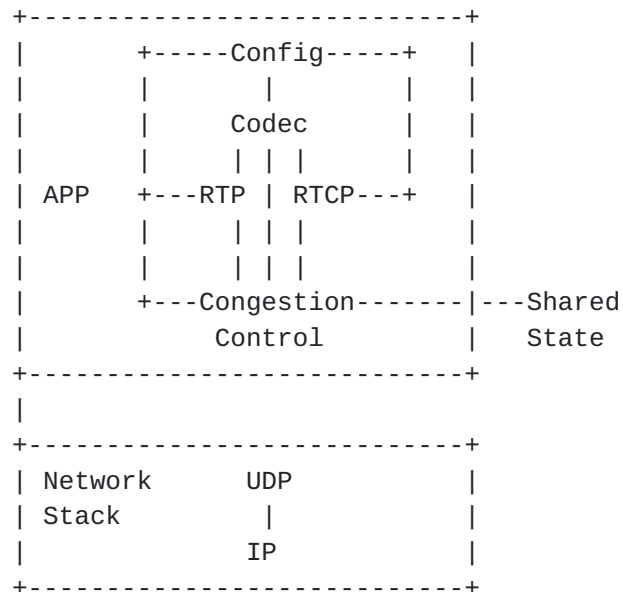 Config
Codec
APP RTP RTCP
Congestion Shared
Control State
Network UDP
Stack
IP